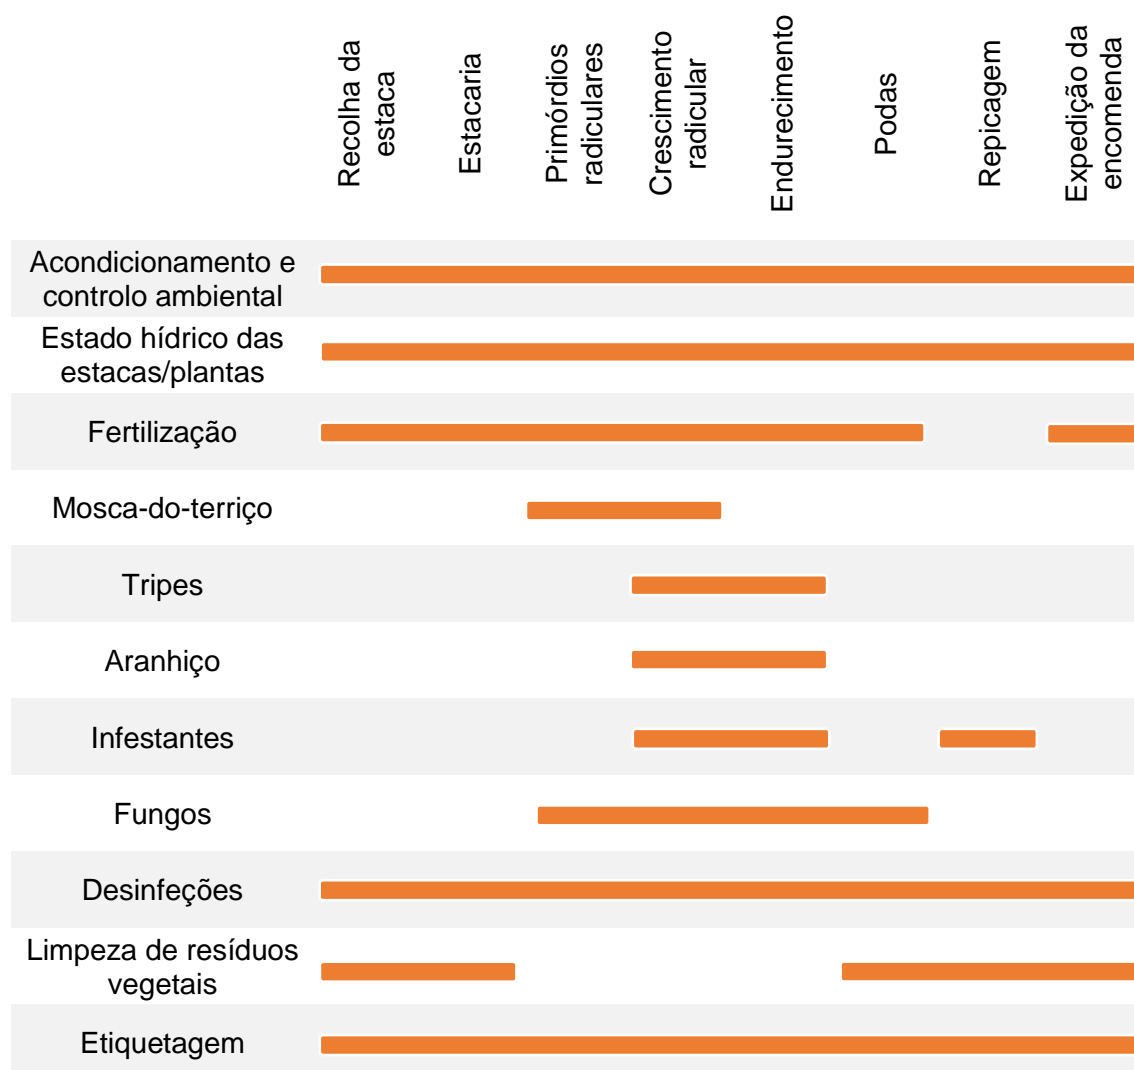 Recolha da
estaca
Estacaria
Primórdios
radiculares
Crescimento
radicular
Endurecimento
Podas
Repicagem
Expedição da
encomenda
Acondicionamento e
controlo ambiental
Estado hídrico das
estacas/plantas
Fertilização
Mosca-do-terriço
Tripes
Aranhiço
Infestantes
Fungos
Desinfeções
Limpeza de resíduos
vegetais
Etiquetagem